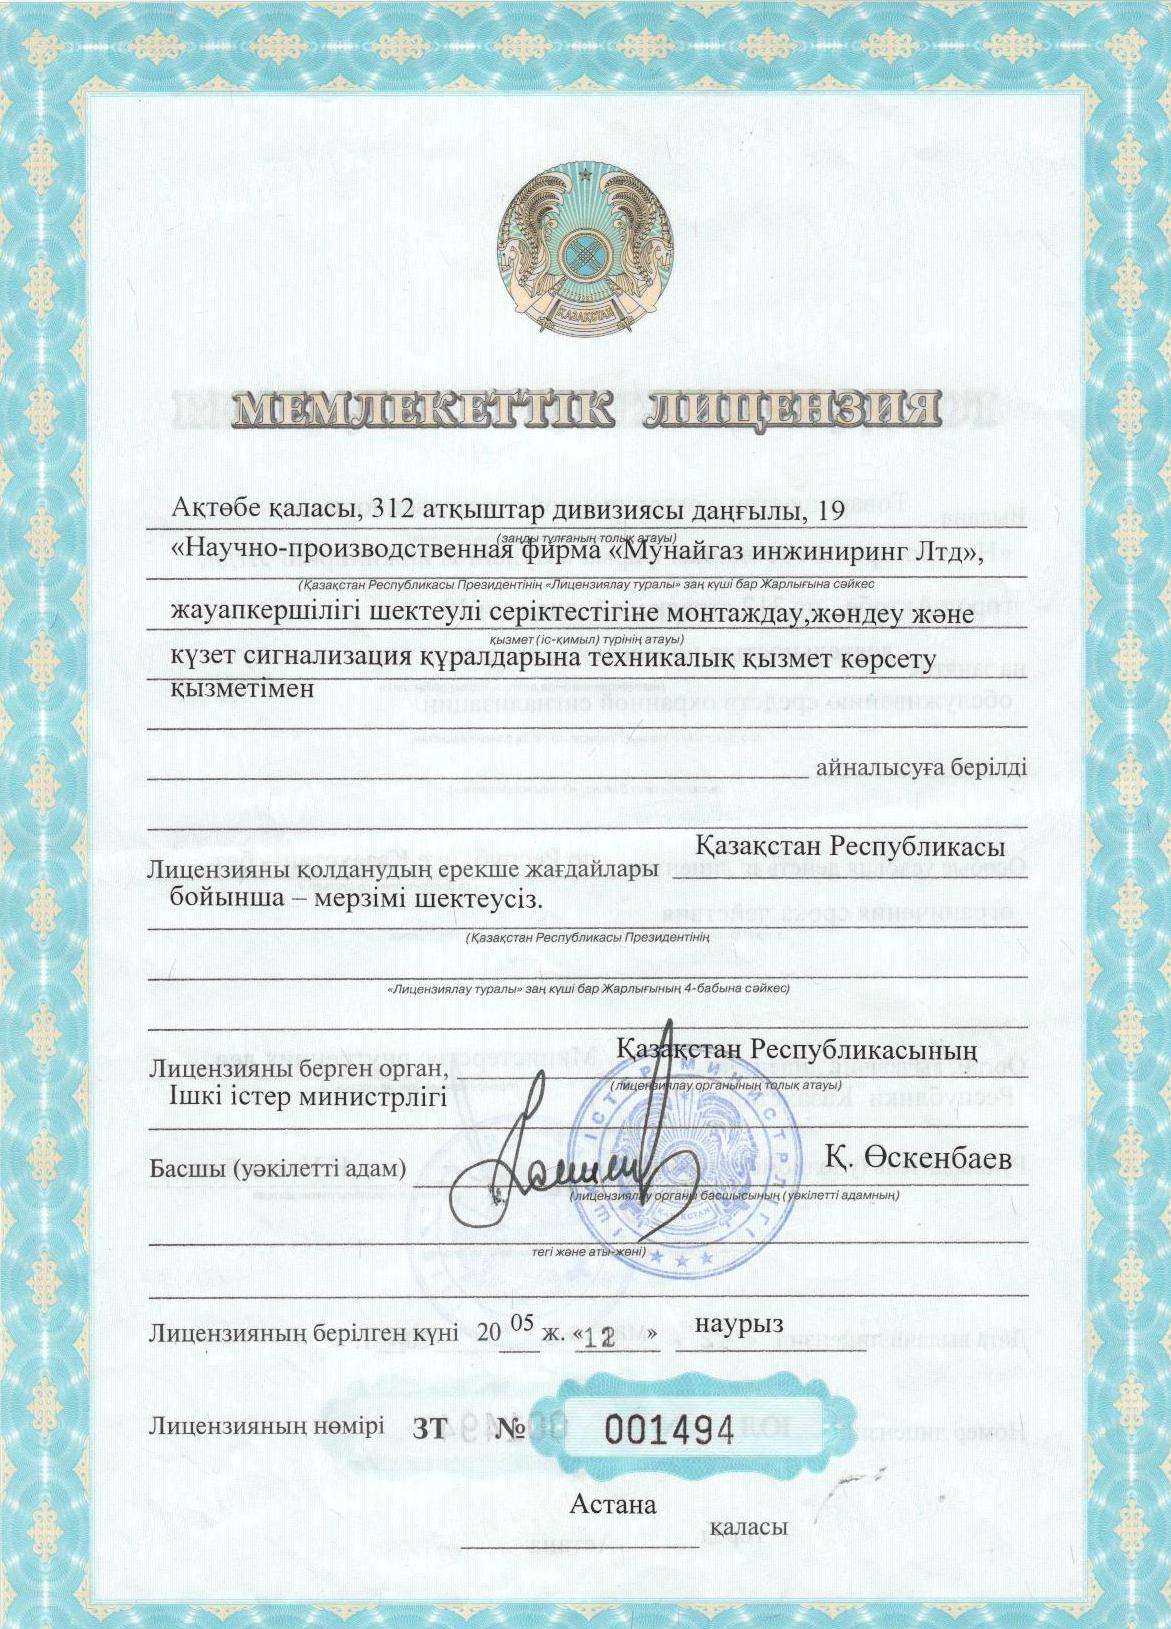 ҚАЗАҚСТАН
МЕМЛЕКЕТТІК ЛИЦЕНЗИЯ
Ақтөбе қаласы, 312 атқыштар дивизиясы даңғылы, 19
(заңды тұлғаның толық атауы)
«Научно-производственная фирма «Мунайгаз инжиниринг Лтд»,
(Қазақстан Республикасы Президентінің «Лицензиялау туралы» заң күші бар Жарлығына сәйкес
жауапкершілігі шектеулі серіктестігіне монтаждау,жөндеу және
қызмет (іс-қимыл) түрінің атауы)
күзет сигнализация құралдарына техникалық қызмет көрсету
қызметімен
айналысуға берілді
Қазақстан Республикасы
Лицензияны қолданудың ерекше жағдайлары
бойынша – мерзімі шектеусіз.
(Қазақстан Республикасы Президентінің
«Лицензиялау туралы» заң күші бар Жарлығының 4-бабына сәйкес)
Қазақстан Республикасының
Лицензияны берген орган,
(лицензиялау органының толық атауы)
Ішкі істер министрлігі
Басшы (уәкілетті адам) Қ. Өскенбаев
(лицензиялау органы басшысының (уәкілетті адамның)
тегі және аты-жөні)
Лицензияның берілген күні 20 05 ж. «12» наурыз
Лицензияның нөмірі ЗТ № 001494
Астана
қаласы